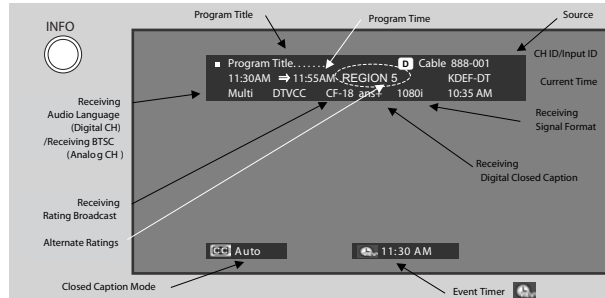 INFO
Program Title
Program Time
Source
Program Title.......
D Cable 888-001
CH ID/Input ID
11:30AM ⇒ 11:55AM REGION 5
KDEF-DT
Current Time
Multi DTVCC CF-18 ans+ 1080i 10:35 AM
Receiving
Audio Language
(Digital CH)
/Receiving BTSC
(Analog CH )
Receiving
Signal Format
Receiving
Digital Closed Caption
Receiving
Rating Broadcast
Alternate Ratings
CC Auto
11:30 AM
Closed Caption Mode
Event Timer